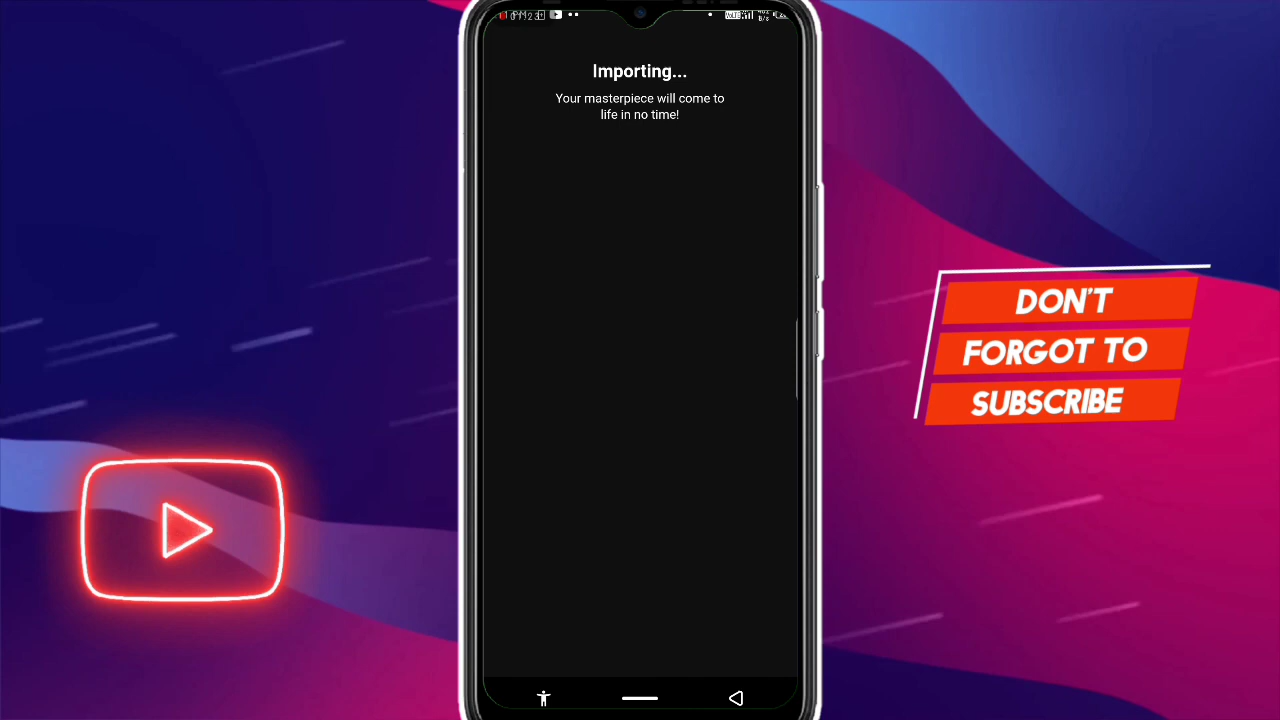 Importing...
Your masterpiece will come to
life in no time!
DON'T
FORGOT TO
SUBSCRIBE